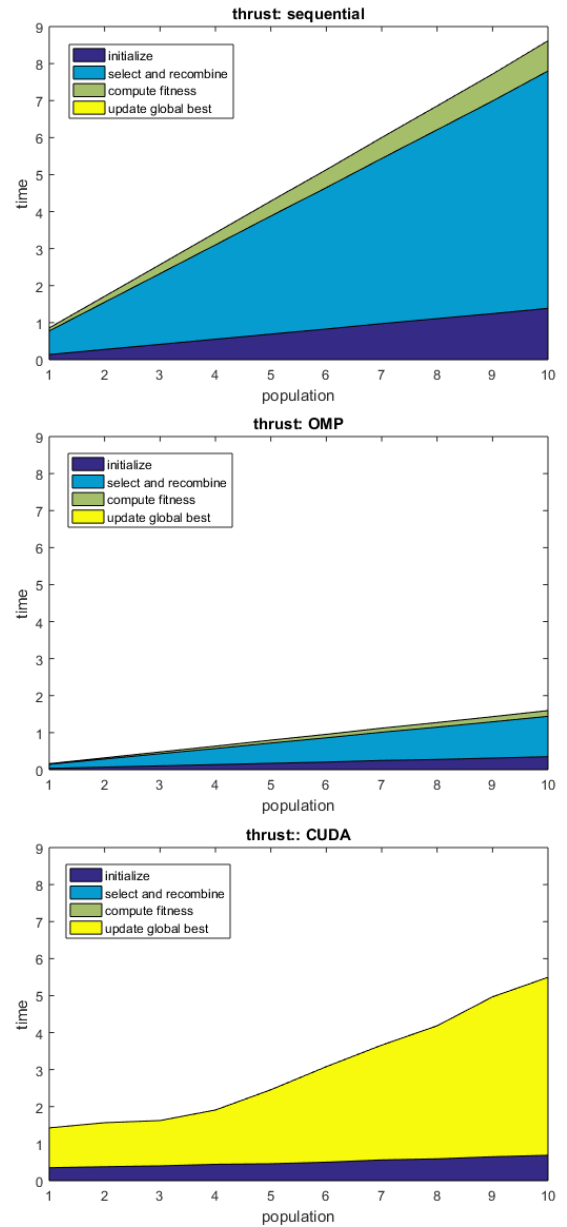 thrust: sequential
9
8
7
6
5
4
3
2
1
0
time
initialize
select and recombine
compute fitness
update global best
1 2 3 4 5 6 7 8 9 10
population
thrust: OMP
9
8
7
6
5
4
3
2
1
0
time
initialize
select and recombine
compute fitness
update global best
1 2 3 4 5 6 7 8 9 10
population
thrust:: CUDA
9
8
7
6
5
4
3
2
1
0
time
initialize
select and recombine
compute fitness
update global best
1 2 3 4 5 6 7 8 9 10
population